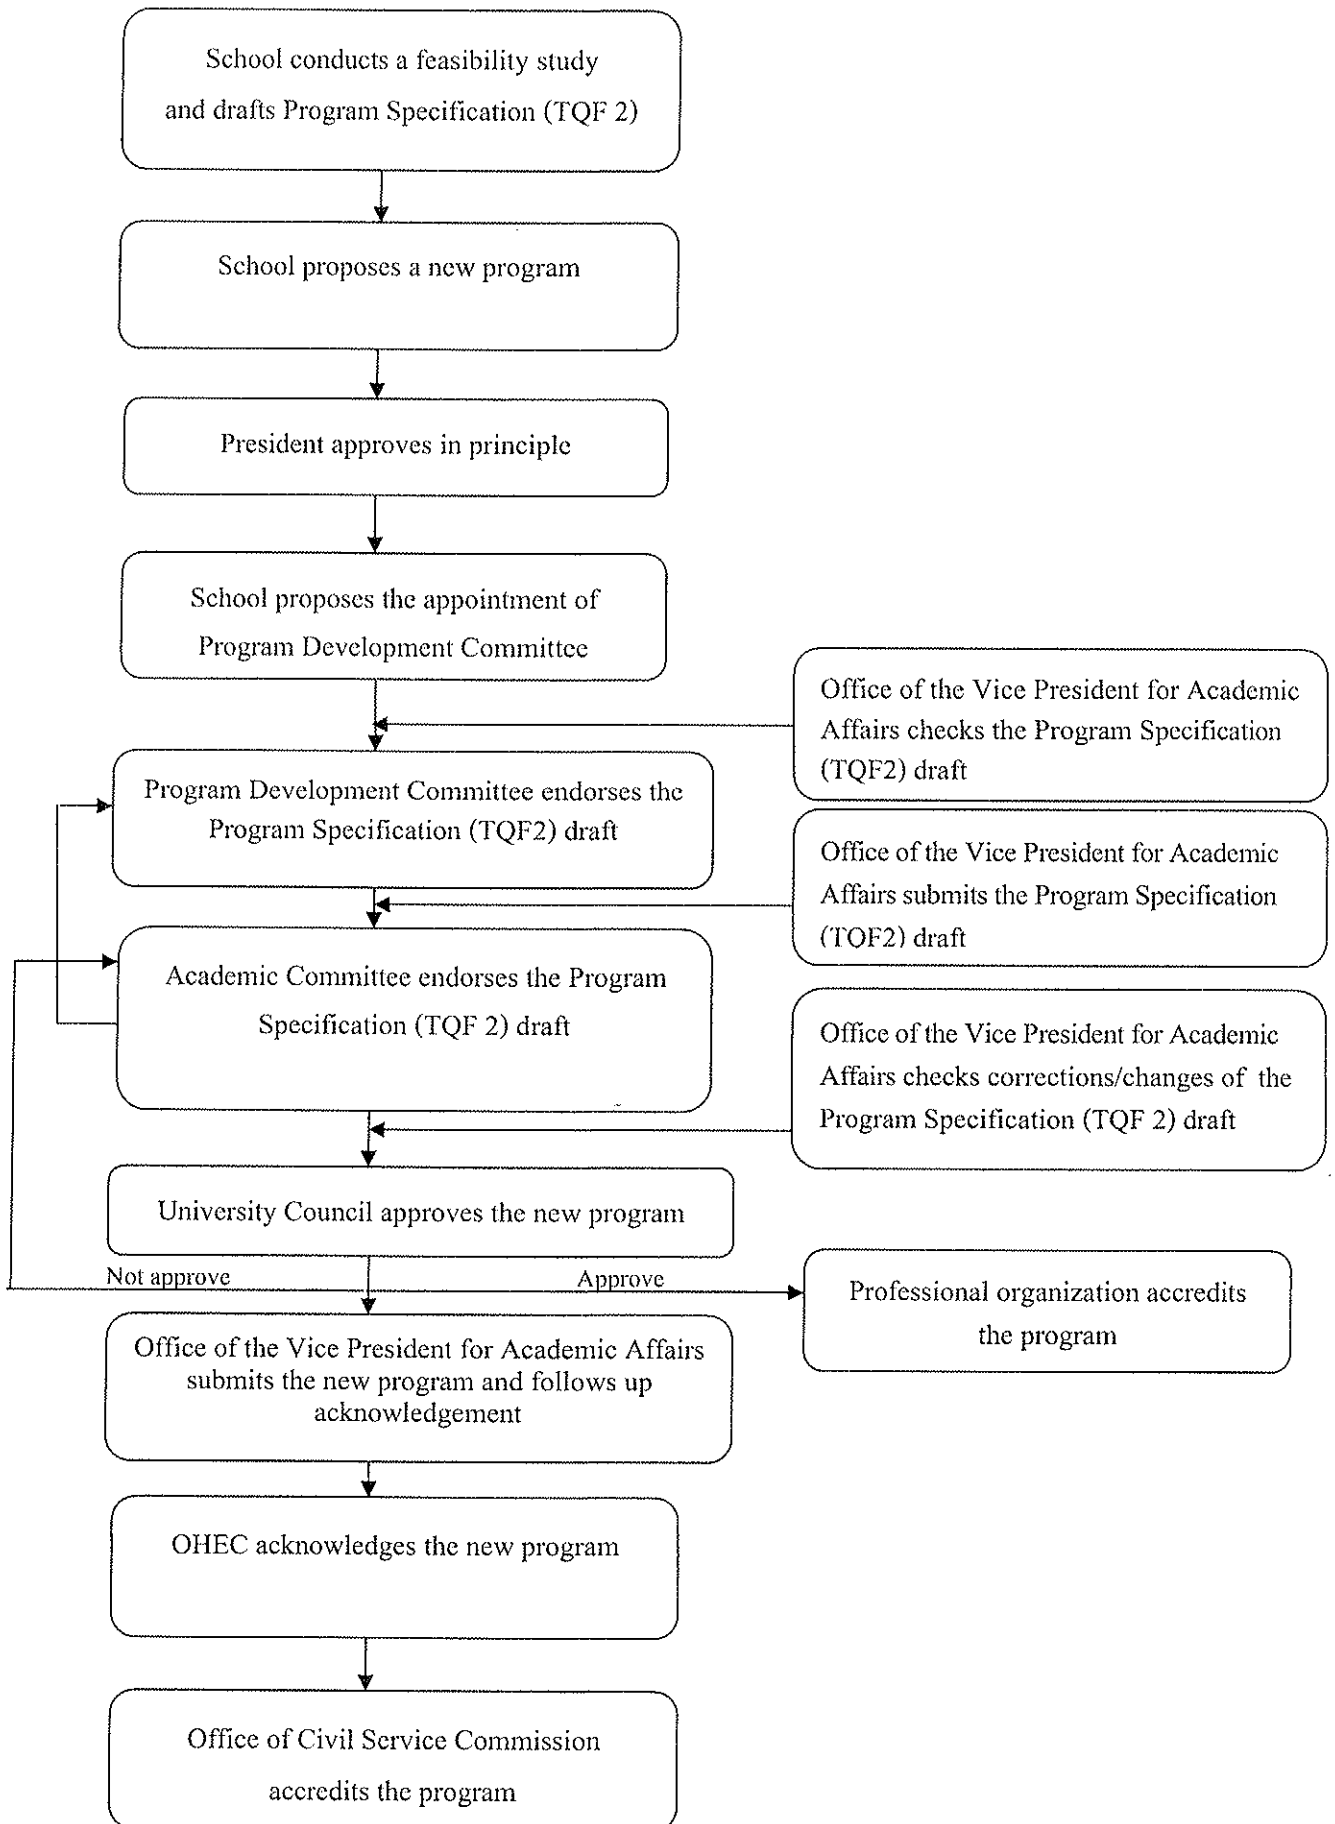 School conducts a feasibility study
and drafts Program Specification (TQF 2)
School proposes a new program
President approves in principle
School proposes the appointment of
Program Development Committee
Office of the Vice President for Academic
Affairs checks the Program Specification
(TQF2) draft
Program Development Committee endorses the
Program Specification (TQF2) draft
Office of the Vice President for Academic
Affairs submits the Program Specification
(TQF2) draft
Academic Committee endorses the Program
Specification (TQF 2) draft
Office of the Vice President for Academic
Affairs checks corrections/changes of the
Program Specification (TQF 2) draft
University Council approves the new program
Not approve
Approve
Professional organization accredits
the program
Office of the Vice President for Academic Affairs
submits the new program and follows up
acknowledgement
OHEC acknowledges the new program
Office of Civil Service Commission
accredits the program